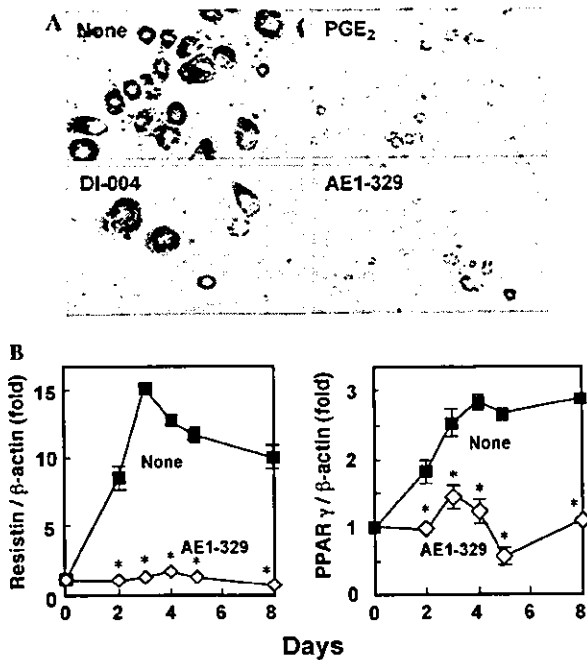 A
None
PGE₂
DI-004
AE1-329
B
Resistin / β-actin (fold)
15
10
5
0
None
AE1-329
* * * * *
0 2 4 6 8
PPAR γ / β-actin (fold)
3
2
1
0
None
AE1-329
* * * * *
0 2 4 6 8
Days